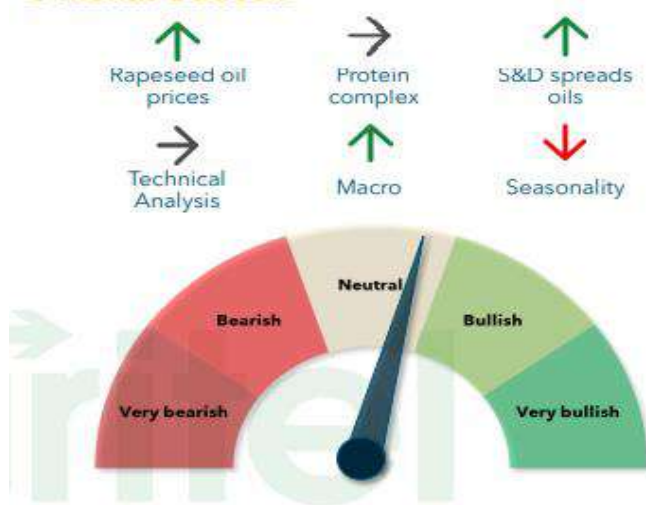 Rapeseed oil
prices
Protein
complex
S&D spreads
oils
Technical
Analysis
Macro
Seasonality
Neutral
Bearish
Bullish
Very bearish
Very bullish